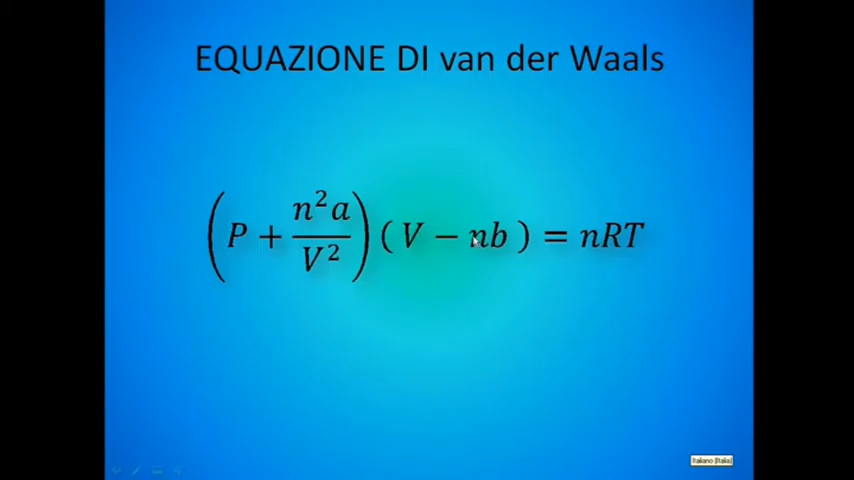 EQUAZIONE DI van der Waals
(P + n²a/V²) ( V − nb ) = nRT
Italiano (Italia)